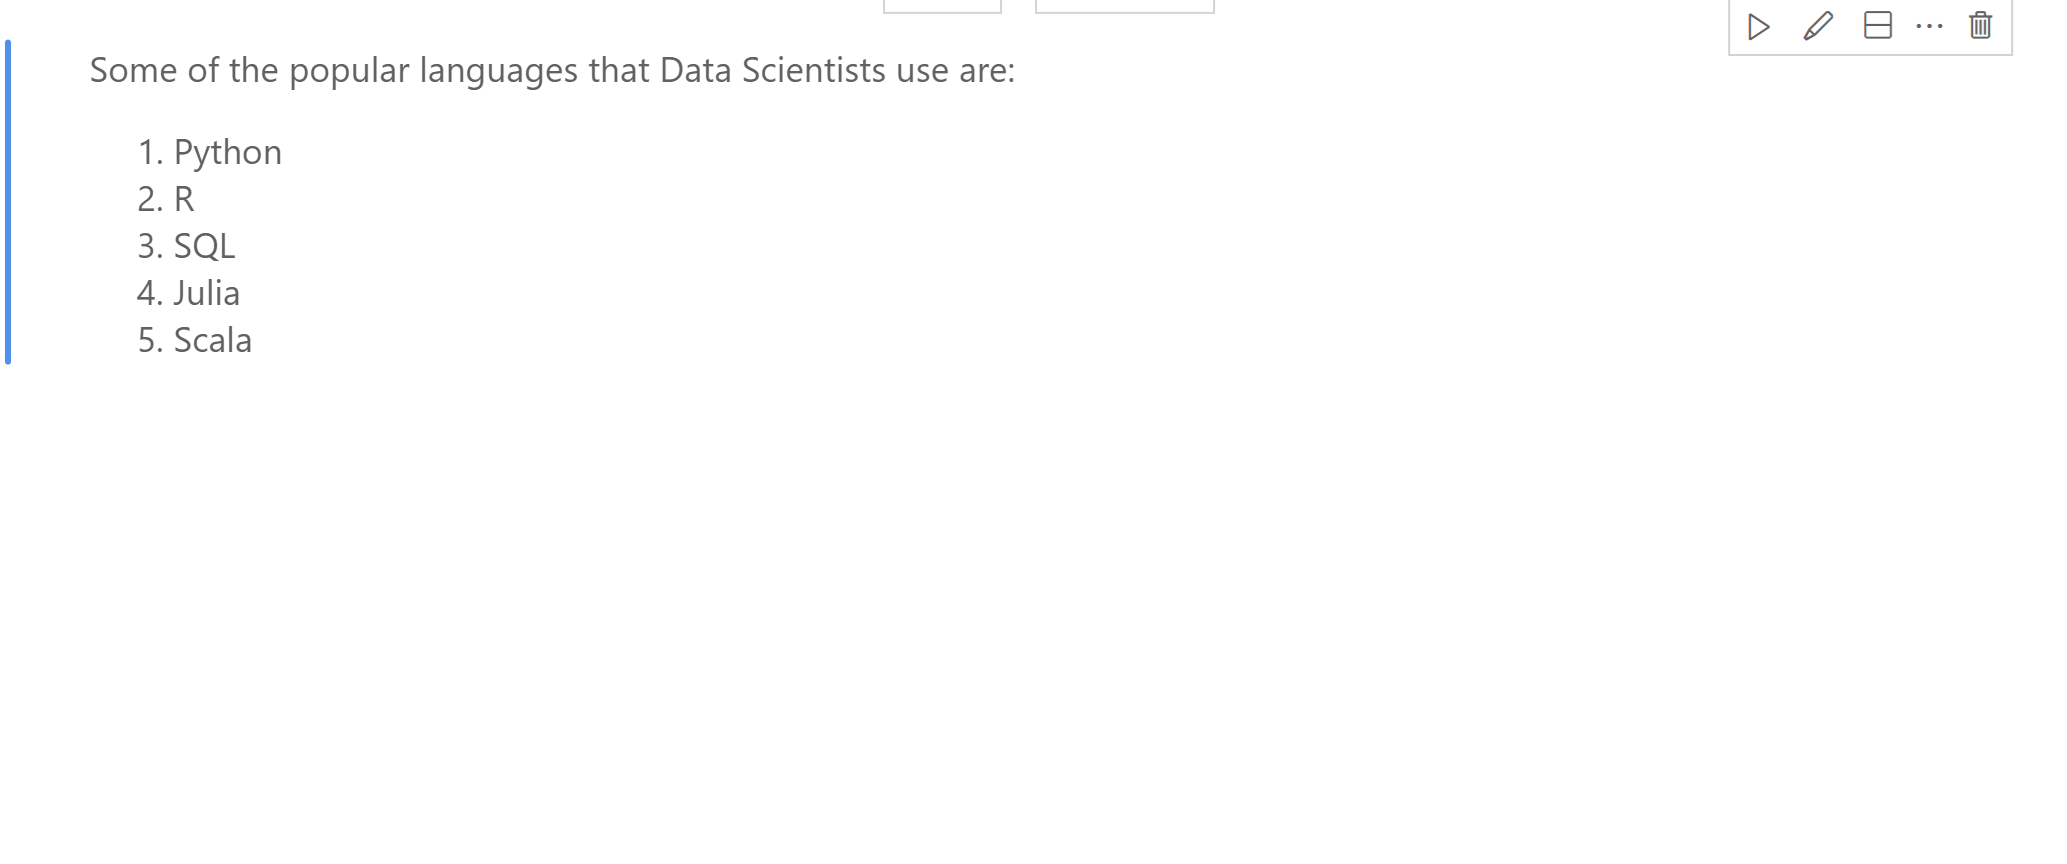 Some of the popular languages that Data Scientists use are:
1. Python
2. R
3. SQL
4. Julia
5. Scala